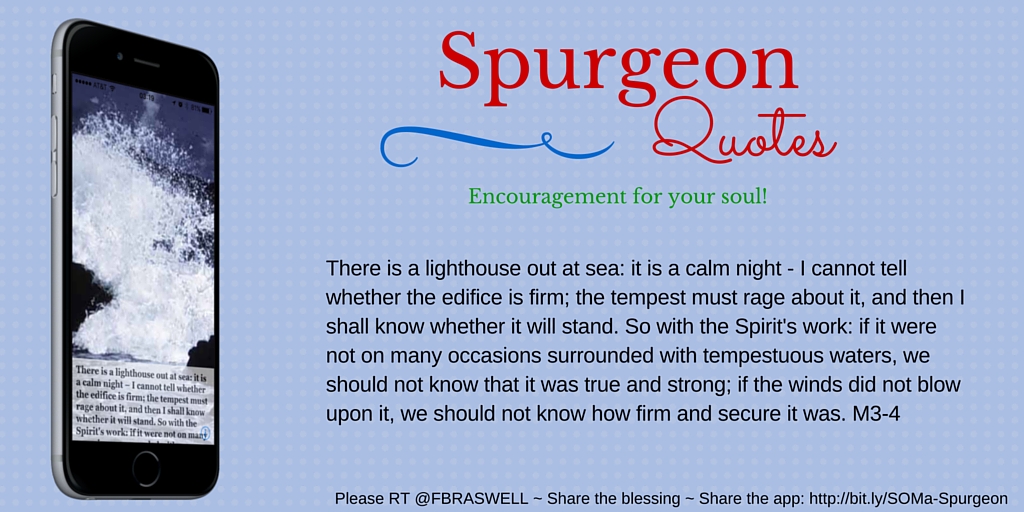 Spurgeon
Quotes
Encouragement for your soul!
There is a lighthouse out at sea: it is a calm night - I cannot tell
whether the edifice is firm; the tempest must rage about it, and then I
shall know whether it will stand. So with the Spirit's work: if it were
not on many occasions surrounded with tempestuous waters, we
should not know that it was true and strong; if the winds did not blow
upon it, we should not know how firm and secure it was. M3-4
Please RT @FBRASWELL ~ Share the blessing ~ Share the app: http://bit.ly/SOMa-Spurgeon
AT&T
There is a lighthouse out at sea: it is
a calm night – I cannot tell whether
the edifice is firm; the tempest must
rage about it, and then I shall know
whether it will stand. So with the
Spirit's work: if it were not on many